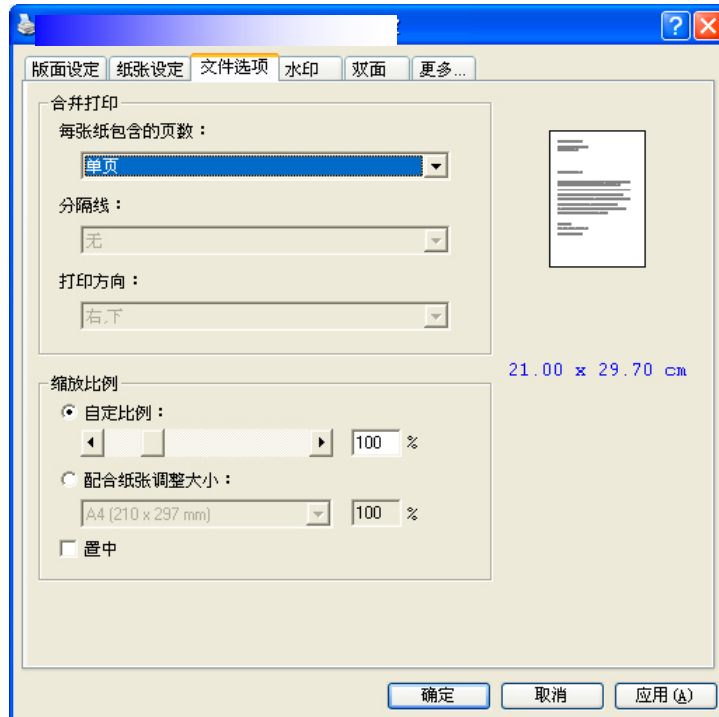 版面设定 纸张设定 文件选项 水印 双面 更多...
合并打印
每张纸包含的页数：
单页
分隔线：
无
打印方向：
右,下
21.00 x 29.70 cm
缩放比例
自定比例：
100 %
配合纸张调整大小：
A4 (210 x 297 mm) 100 %
置中
确定 取消 应用(A)